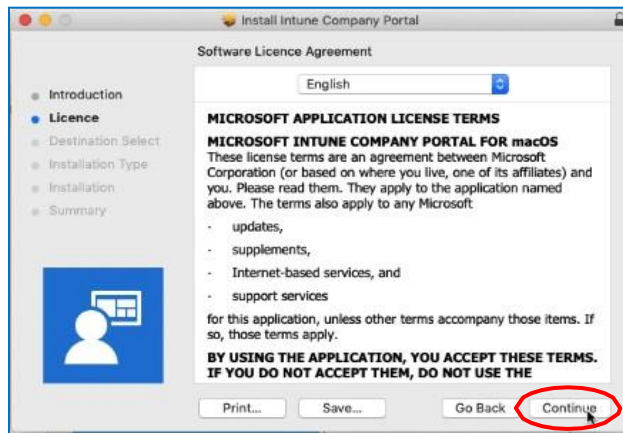 Install Intune Company Portal
Software Licence Agreement
English
Introduction
Licence
Destination Select
Installation Type
Installation
Summary
MICROSOFT APPLICATION LICENSE TERMS
MICROSOFT INTUNE COMPANY PORTAL FOR macOS
These license terms are an agreement between Microsoft
Corporation (or based on where you live, one of its affiliates) and
you. Please read them. They apply to the application named
above. The terms also apply to any Microsoft
- updates,
- supplements,
- Internet-based services, and
- support services
for this application, unless other terms accompany those items. If
so, those terms apply.
BY USING THE APPLICATION, YOU ACCEPT THESE TERMS.
IF YOU DO NOT ACCEPT THEM, DO NOT USE THE
Print... Save... Go Back Continue